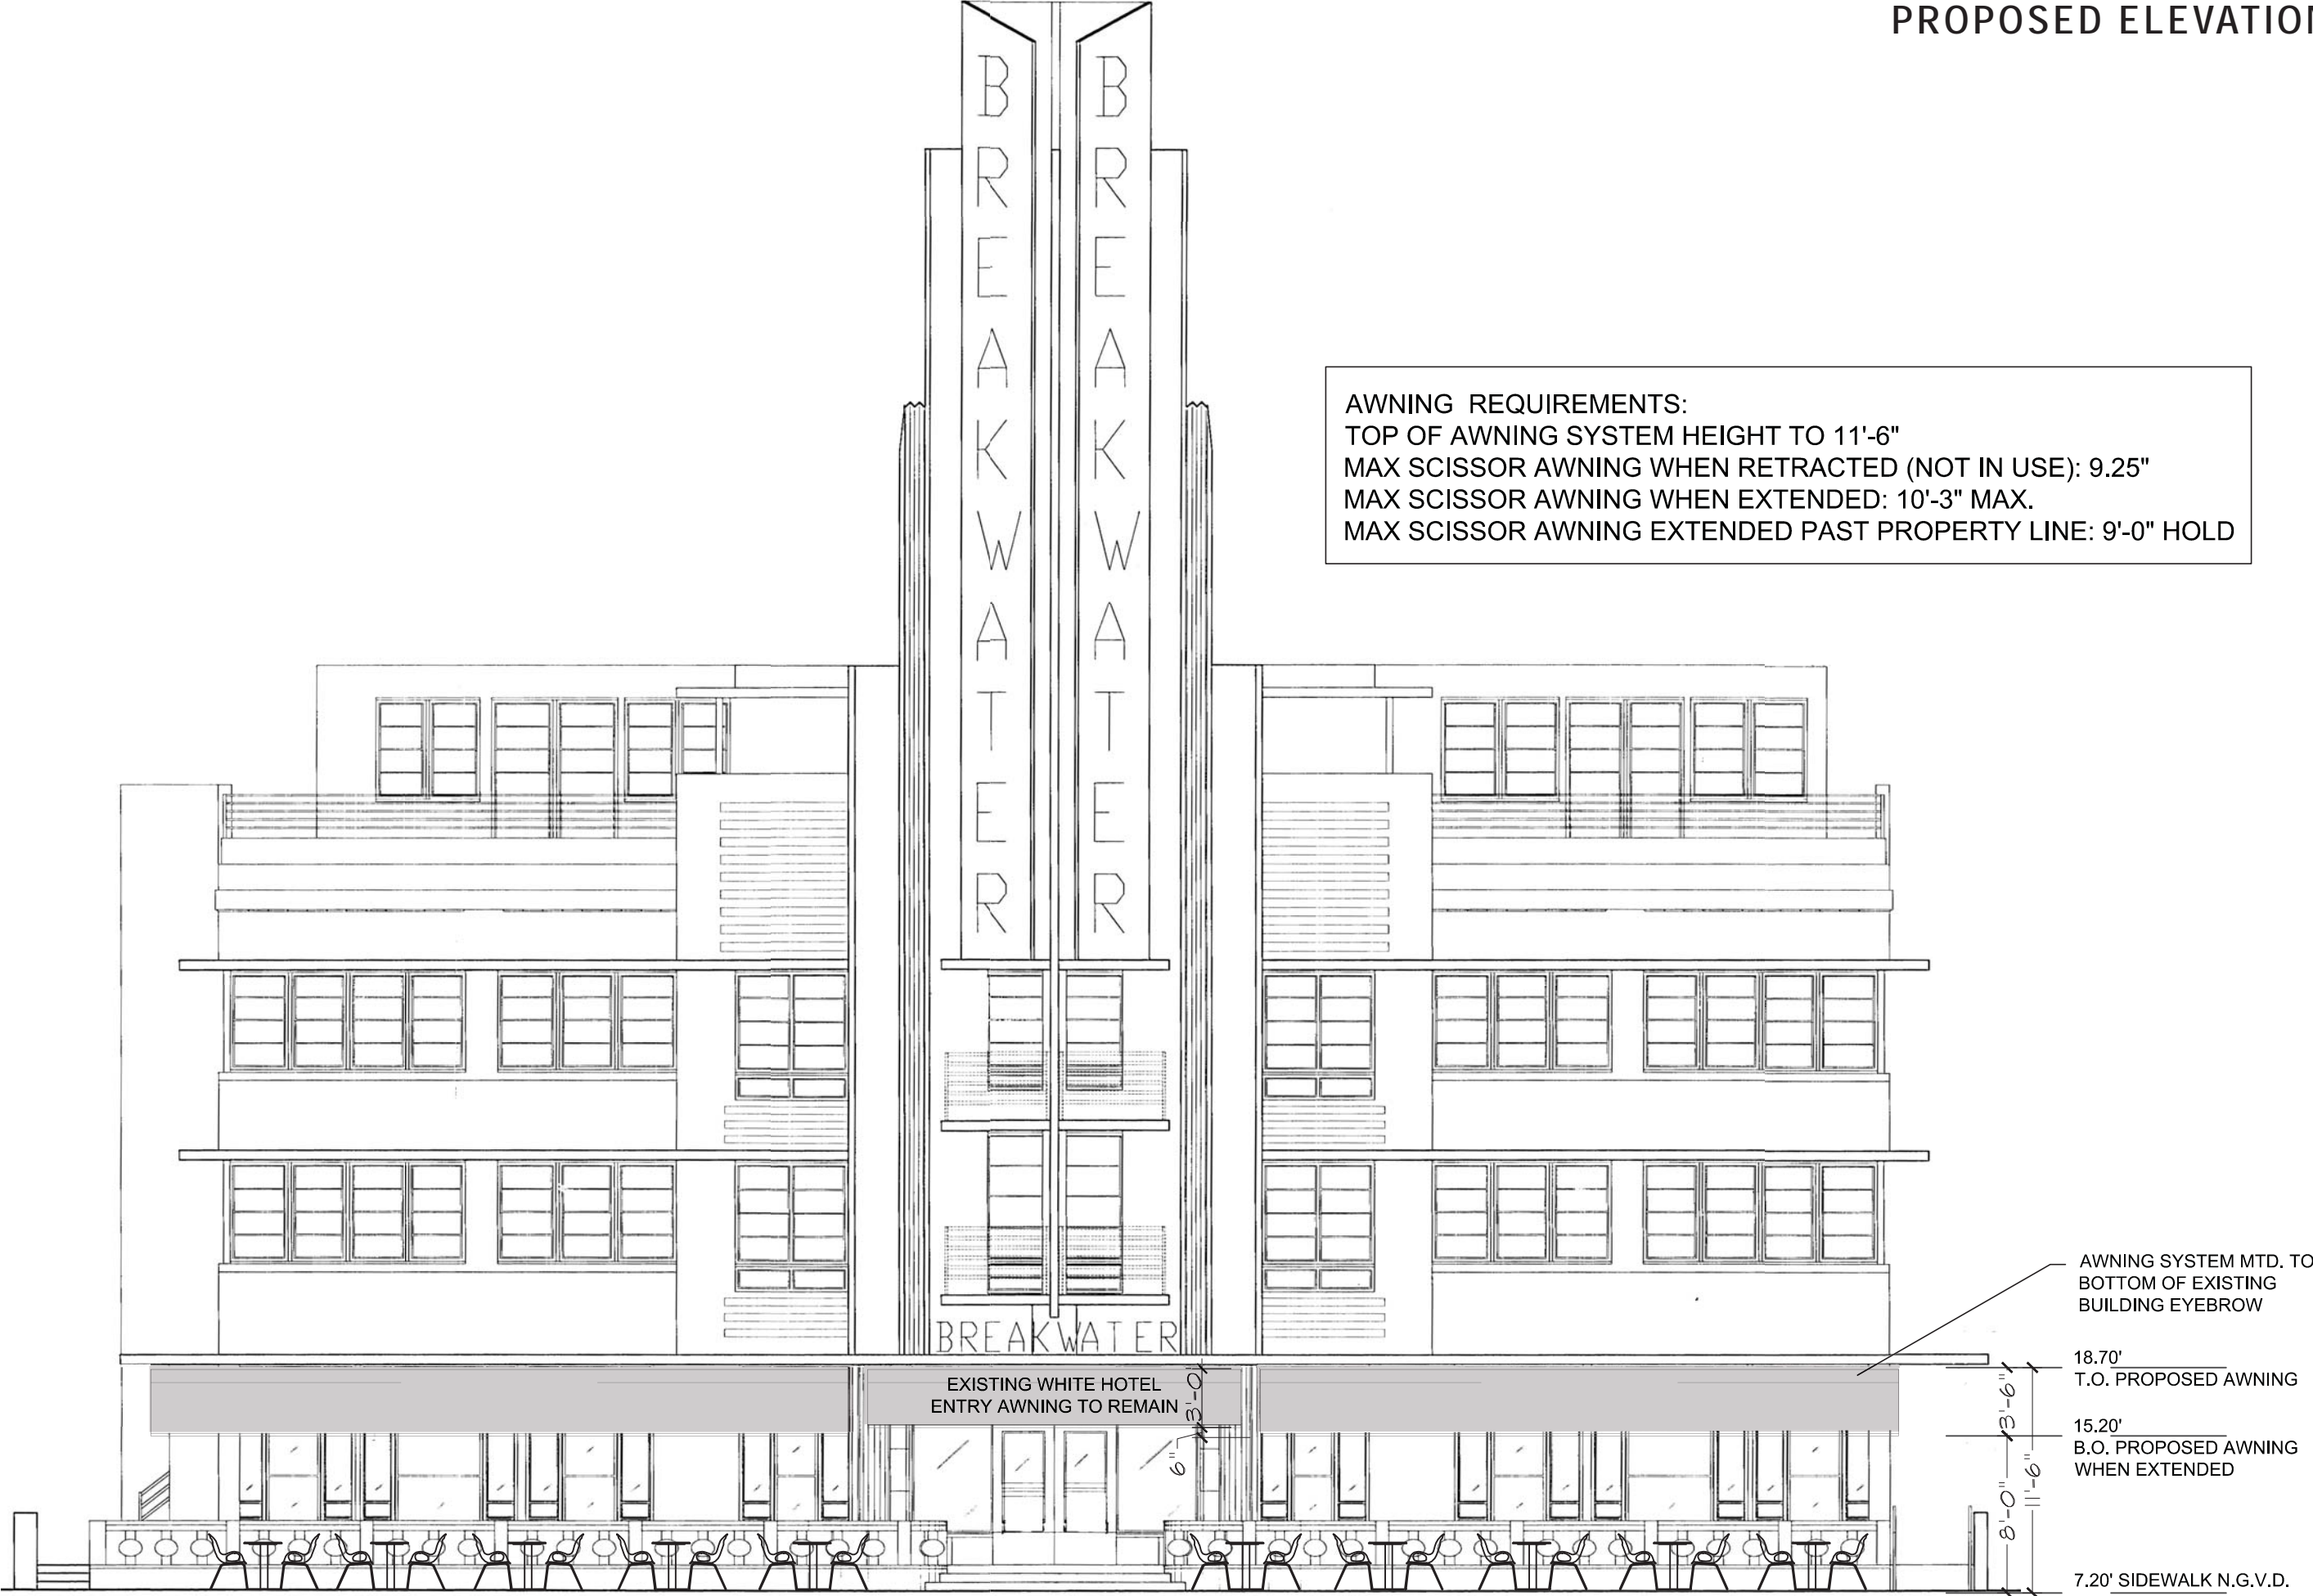 PROPOSED ELEVATION
BREAKWATER
BREAKWATER
AWNING REQUIREMENTS:
TOP OF AWNING SYSTEM HEIGHT TO 11'-6"
MAX SCISSOR AWNING WHEN RETRACTED (NOT IN USE): 9.25"
MAX SCISSOR AWNING WHEN EXTENDED: 10'-3" MAX.
MAX SCISSOR AWNING EXTENDED PAST PROPERTY LINE: 9'-0" HOLD
BREAKWATER
EXISTING WHITE HOTEL
ENTRY AWNING TO REMAIN
3'-0"
6"
AWNING SYSTEM MTD. TO
BOTTOM OF EXISTING
BUILDING EYEBROW
18.70'
T.O. PROPOSED AWNING
3'-6"
15.20'
B.O. PROPOSED AWNING
WHEN EXTENDED
8'-0"
11'-6"
7.20' SIDEWALK N.G.V.D.